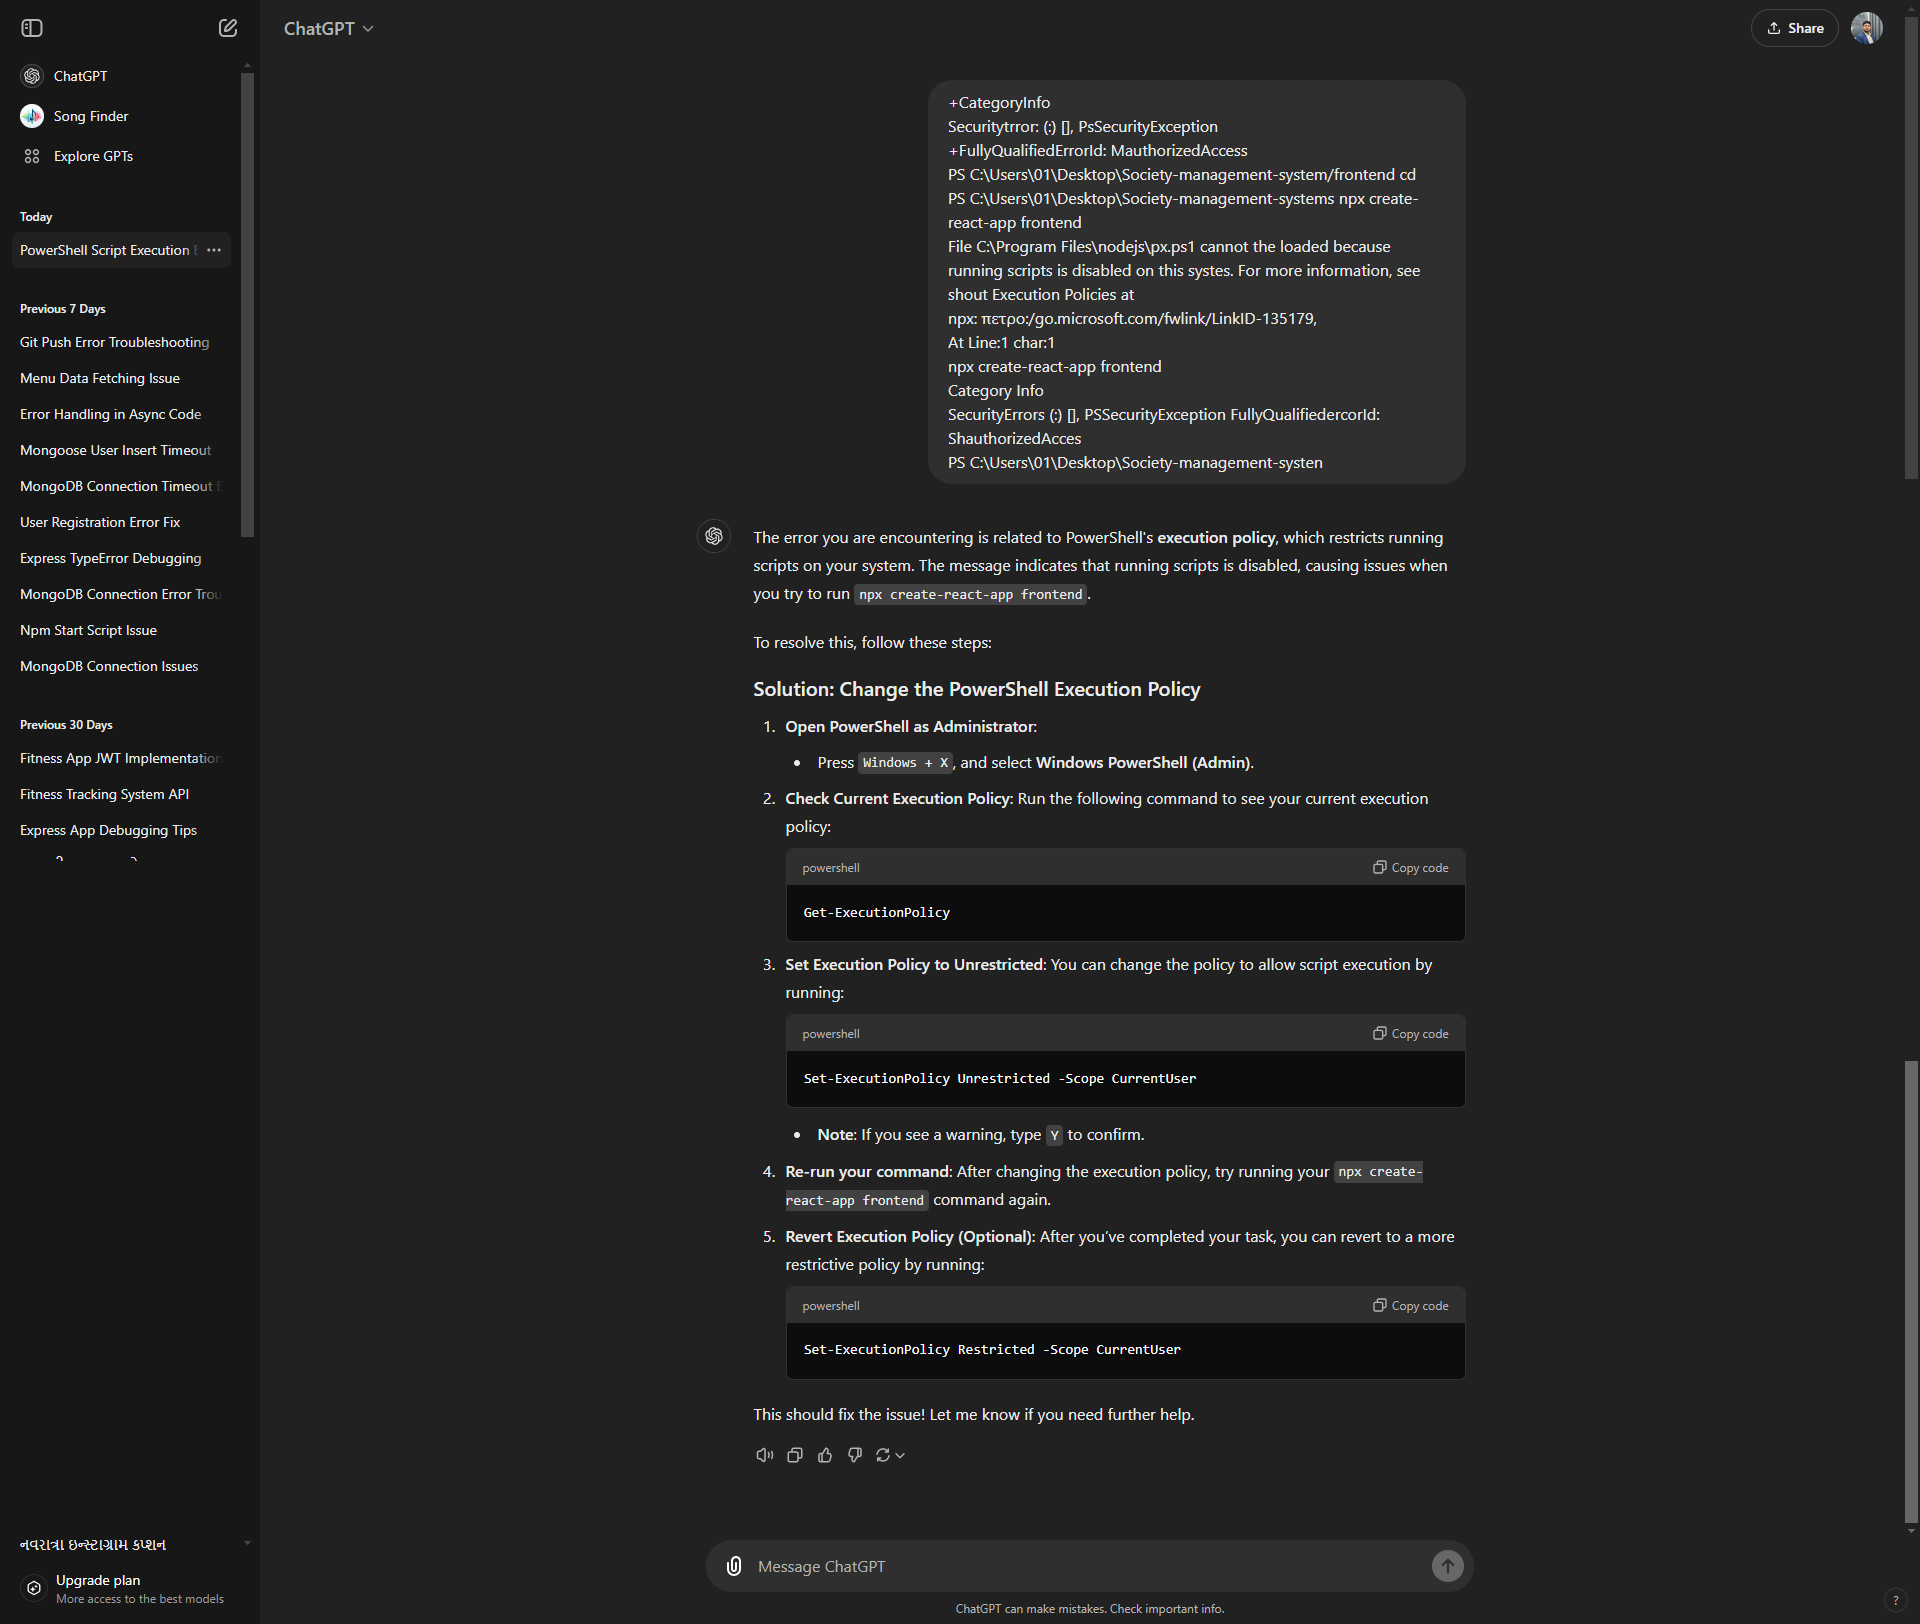 ChatGPT
Song Finder
Explore GPTs
Today
PowerShell Script Execution
Previous 7 Days
Git Push Error Troubleshooting
Menu Data Fetching Issue
Error Handling in Async Code
Mongoose User Insert Timeout
MongoDB Connection Timeout
User Registration Error Fix
Express TypeError Debugging
MongoDB Connection Error Trou
Npm Start Script Issue
MongoDB Connection Issues
Previous 30 Days
Fitness App JWT Implementation
Fitness Tracking System API
Express App Debugging Tips
નવરાત્રી ઇન્સ્ટાગ્રામ કૅપ્શન
Upgrade plan
More access to the best models
ChatGPT
Share
+CategoryInfo
Securitytrror: (:) [], PsSecurityException
+FullyQualifiedErrorId: MauthorizedAccess
PS C:\Users\01\Desktop\Society-management-system/frontend cd
PS C:\Users\01\Desktop\Society-management-systems npx create-
react-app frontend
File C:\Program Files\nodejs\px.ps1 cannot the loaded because
running scripts is disabled on this systes. For more information, see
shout Execution Policies at
npx: πετρο:/go.microsoft.com/fwlink/LinkID-135179,
At Line:1 char:1
npx create-react-app frontend
Category Info
SecurityErrors (:) [], PSSecurityException FullyQualifiedercorId:
ShauthorizedAcces
PS C:\Users\01\Desktop\Society-management-systen
The error you are encountering is related to PowerShell's execution policy, which restricts running
scripts on your system. The message indicates that running scripts is disabled, causing issues when
you try to run npx create-react-app frontend.
To resolve this, follow these steps:
Solution: Change the PowerShell Execution Policy
1. Open PowerShell as Administrator:
• Press Windows + X, and select Windows PowerShell (Admin).
2. Check Current Execution Policy: Run the following command to see your current execution
policy:
powershell
Copy code
Get-ExecutionPolicy
3. Set Execution Policy to Unrestricted: You can change the policy to allow script execution by
running:
powershell
Copy code
Set-ExecutionPolicy Unrestricted -Scope CurrentUser
• Note: If you see a warning, type Y to confirm.
4. Re-run your command: After changing the execution policy, try running your npx create-
react-app frontend command again.
5. Revert Execution Policy (Optional): After you've completed your task, you can revert to a more
restrictive policy by running:
powershell
Copy code
Set-ExecutionPolicy Restricted -Scope CurrentUser
This should fix the issue! Let me know if you need further help.
Message ChatGPT
ChatGPT can make mistakes. Check important info.
?